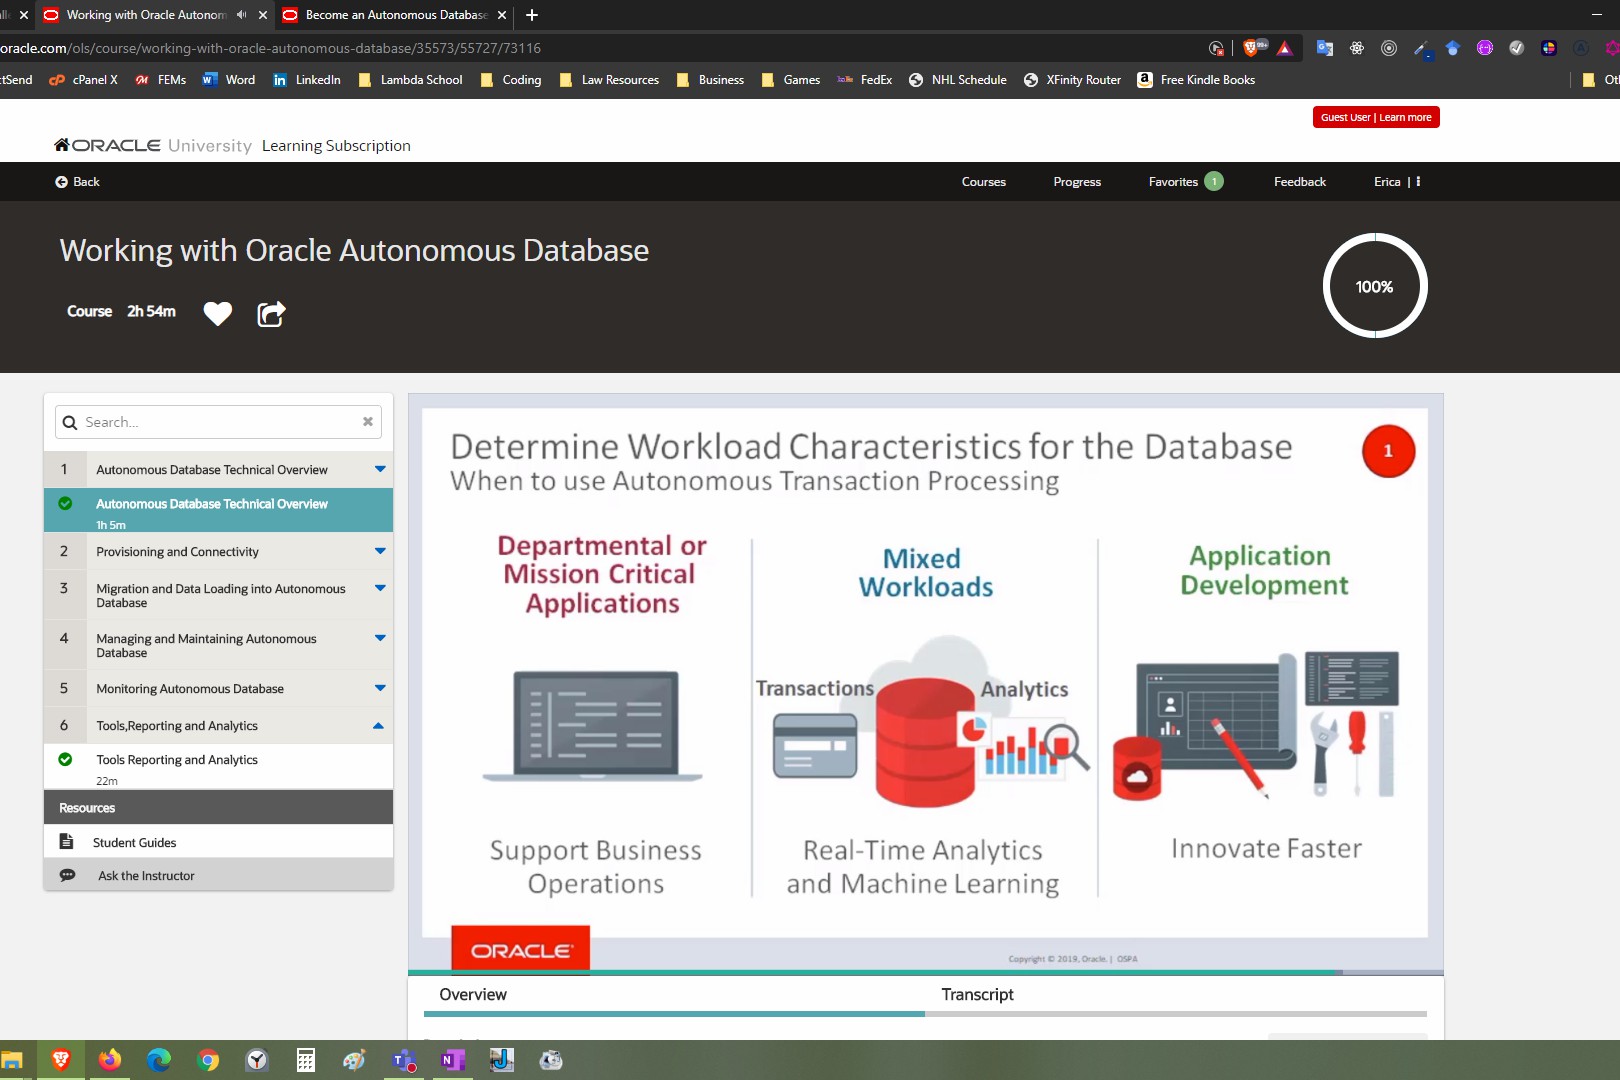 Working with Oracle Autonom
Become an Autonomous Database
oracle.com/ols/course/working-with-oracle-autonomous-database/35573/55727/73116
99+
ctSend
cPanel X
FEMs
Word
LinkedIn
Lambda School
Coding
Law Resources
Business
Games
FedEx
NHL Schedule
XFinity Router
Free Kindle Books
Guest User | Learn more
ORACLE University Learning Subscription
Back
Courses
Progress
Favorites 1
Feedback
Erica |
Working with Oracle Autonomous Database
Course 2h 54m
100%
Search...
1 Autonomous Database Technical Overview
Autonomous Database Technical Overview
1h 5m
2 Provisioning and Connectivity
3 Migration and Data Loading into Autonomous
Database
4 Managing and Maintaining Autonomous
Database
5 Monitoring Autonomous Database
6 Tools,Reporting and Analytics
Tools Reporting and Analytics
22m
Resources
Student Guides
Ask the Instructor
Determine Workload Characteristics for the Database
1
When to use Autonomous Transaction Processing
Departmental or
Mission Critical
Applications
Support Business
Operations
Mixed
Workloads
Transactions
Analytics
Real-Time Analytics
and Machine Learning
Application
Development
Innovate Faster
ORACLE
Copyright © 2019, Oracle. | OSPA
Overview
Transcript